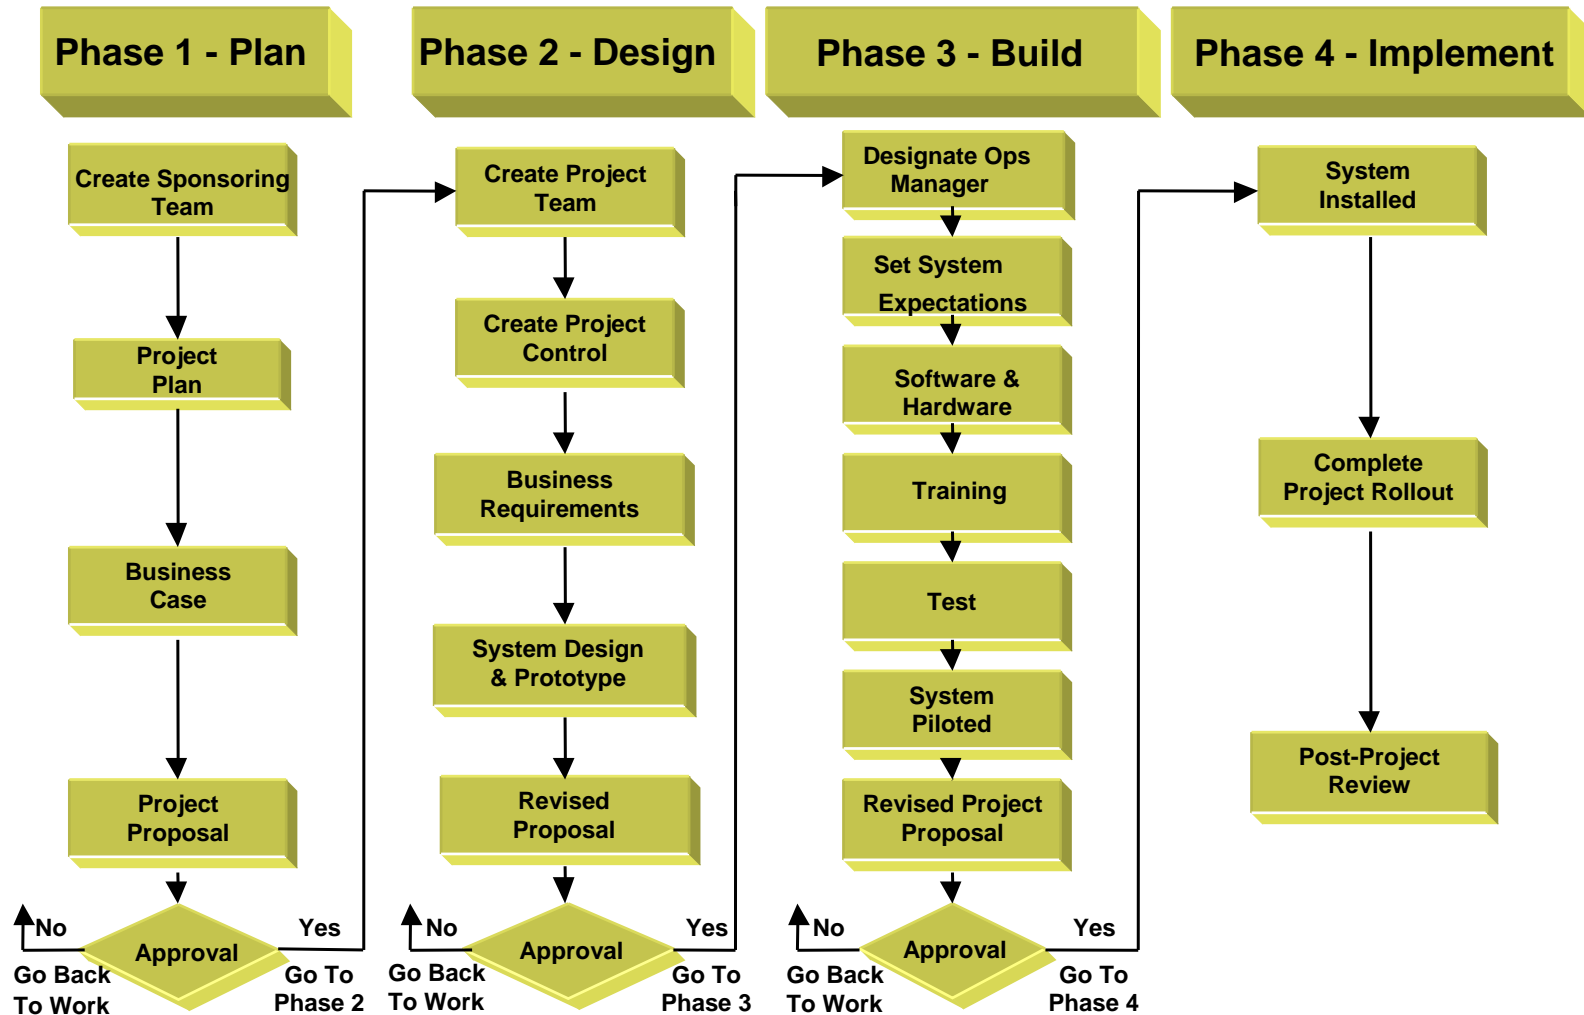 Phase 1 - Plan
Phase 2 - Design
Phase 3 - Build
Phase 4 - Implement
Create Sponsoring
Team
Project
Plan
Business
Case
Project
Proposal
Approval
No
Go Back
To Work
Yes
Go To
Phase 2
Create Project
Team
Create Project
Control
Business
Requirements
System Design
& Prototype
Revised
Proposal
Approval
No
Go Back
To Work
Yes
Go To
Phase 3
Designate Ops
Manager
Set System
Expectations
Software &
Hardware
Training
Test
System
Piloted
Revised Project
Proposal
Approval
No
Go Back
To Work
Yes
Go To
Phase 4
System
Installed
Complete
Project Rollout
Post-Project
Review